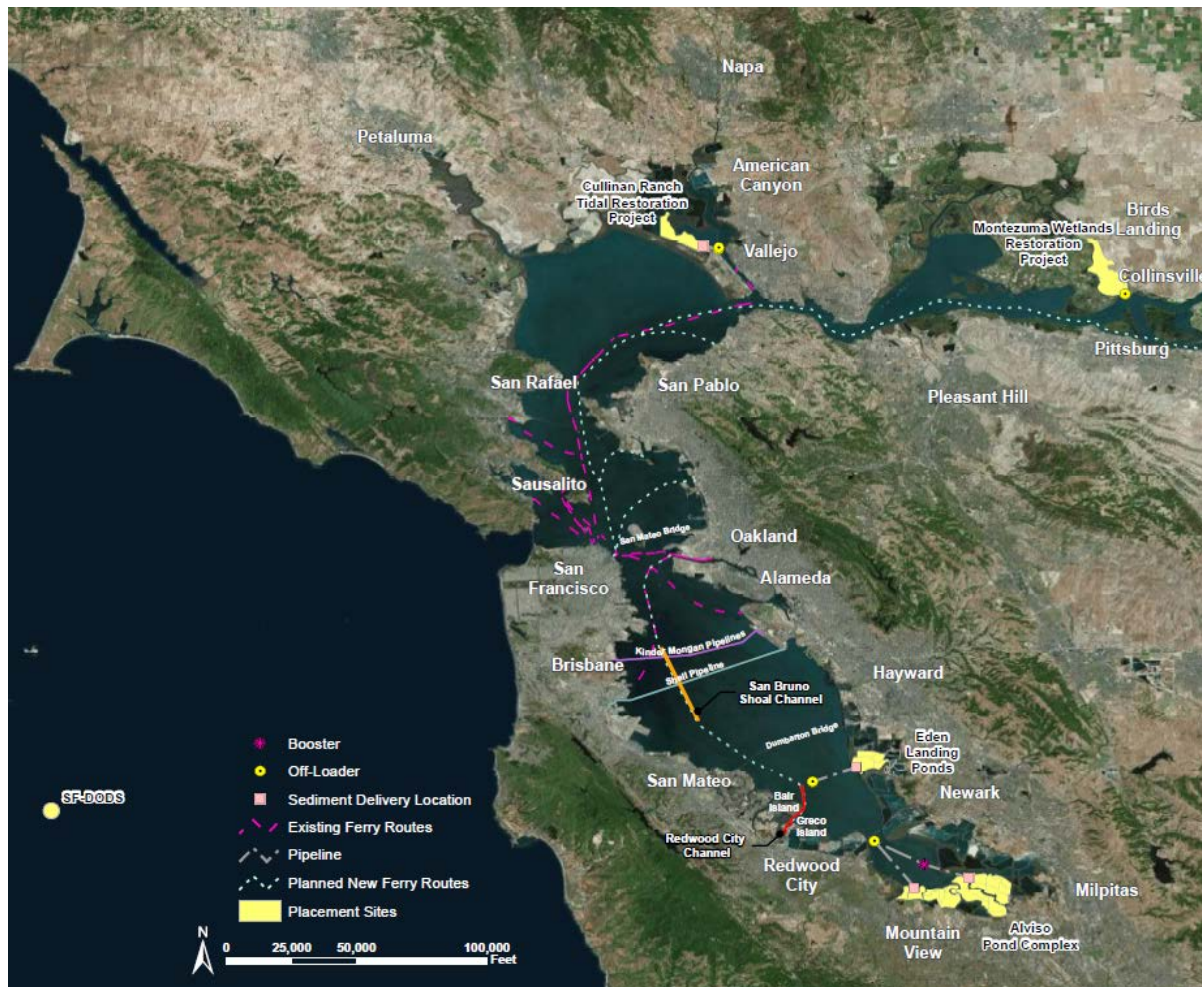 Napa
Petaluma
American
Canyon
Cullinan Ranch
Tidal Restoration
Project
Vallejo
Birds
Landing
Montezuma Wetlands
Restoration
Project
Collinsville
Pittsburg
San Rafael
San Pablo
Pleasant Hill
Sausalito
San Mateo Bridge
Oakland
San
Francisco
Alameda
Kinder Mongan Pipelines
Brisbane
Shell Pipeline
Hayward
San Bruno
Shoal Channel
Dumbarton Bridge
Eden
Landing
Ponds
San Mateo
Newark
Bair
Island
Greco
Island
Redwood City
Channel
Redwood
City
Milpitas
Mountain
View
Alviso
Pond Complex
SF-DODS
Booster
Off-Loader
Sediment Delivery Location
Existing Ferry Routes
Pipeline
Planned New Ferry Routes
Placement Sites
N
0 25,000 50,000 100,000
Feet